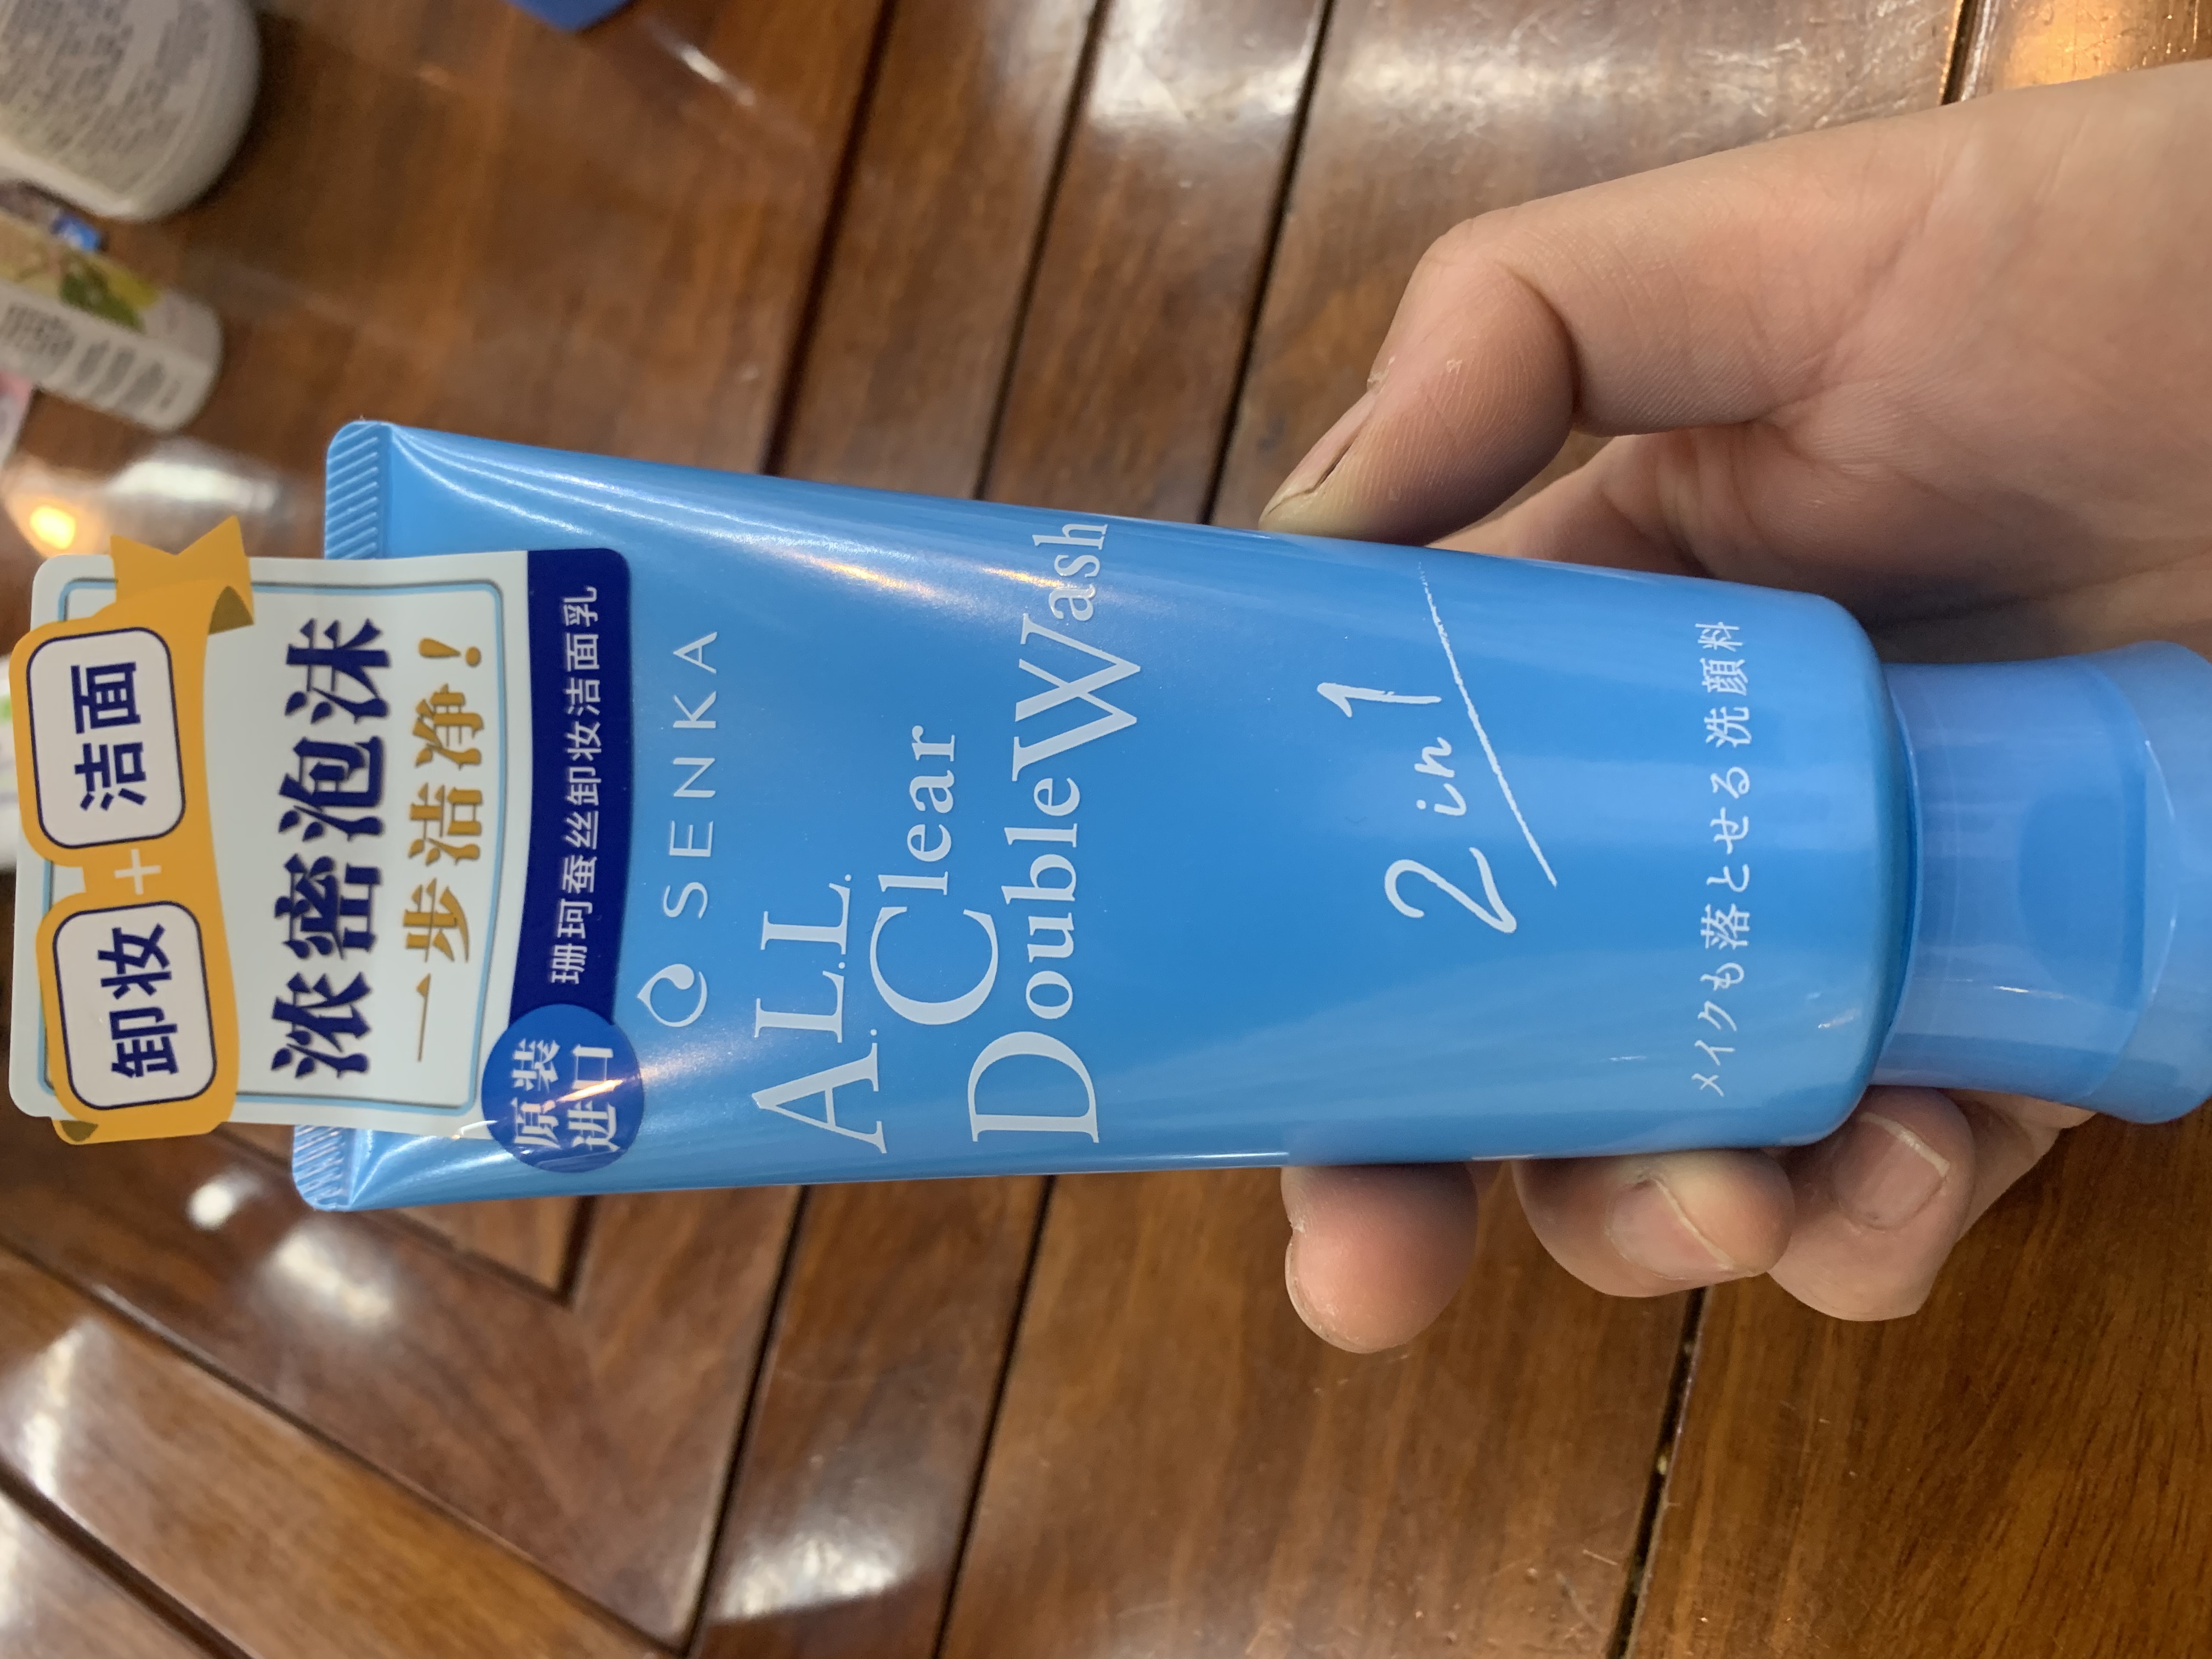 卸妆+洁面
浓密泡沫
一步洁净!
珊珂蚕丝卸妆洁面乳
原装
进口
SENKA
A.L.L.
Clear
DoubleWash
2 in 1
メイクも落とせる洗顔料